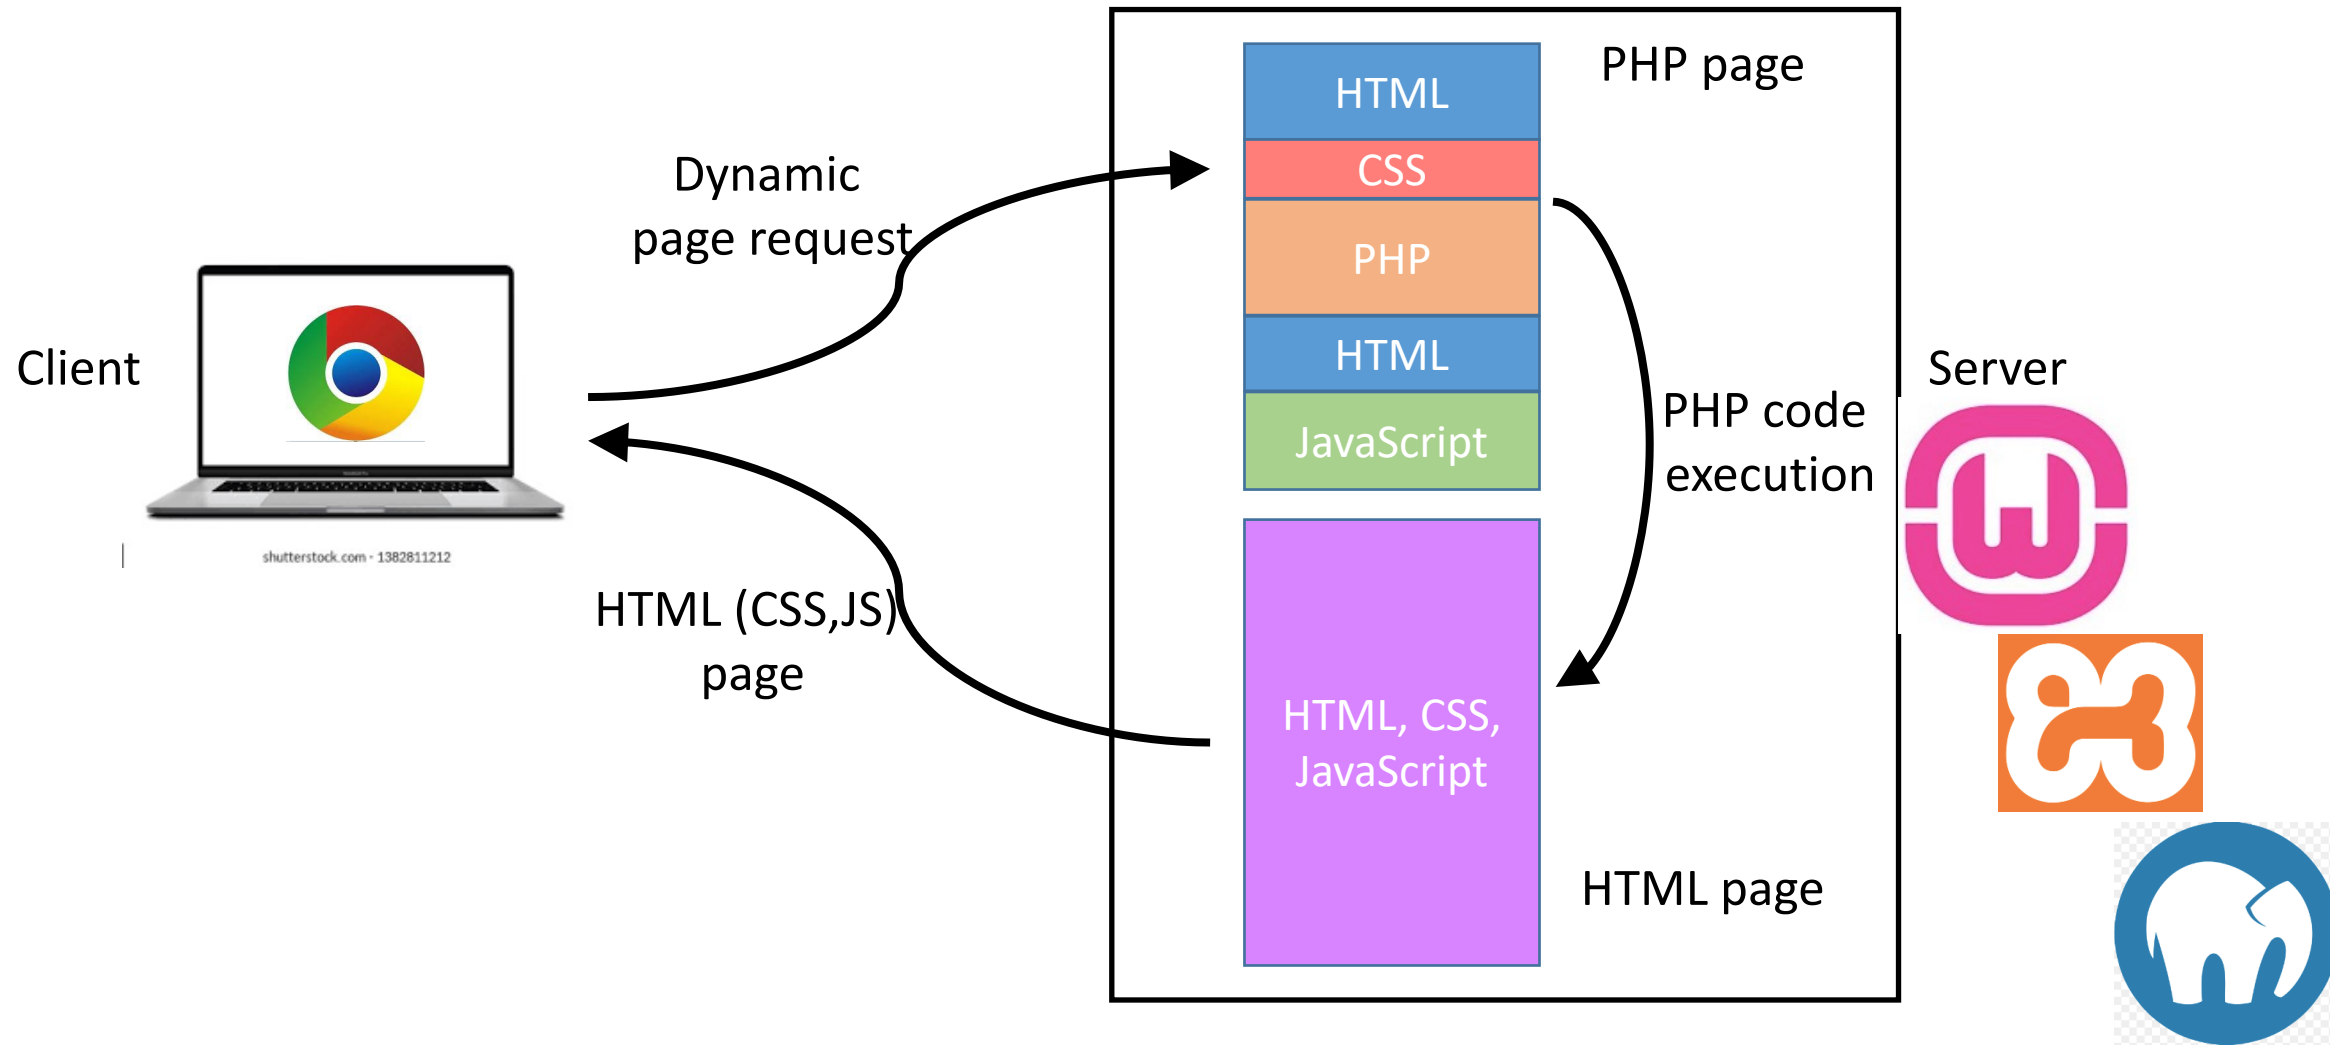 PHP page
HTML
CSS
PHP
HTML
JavaScript
Dynamic
page request
Client
shutterstock.com · 1382811212
HTML (CSS,JS)
page
PHP code
execution
Server
HTML, CSS,
JavaScript
HTML page